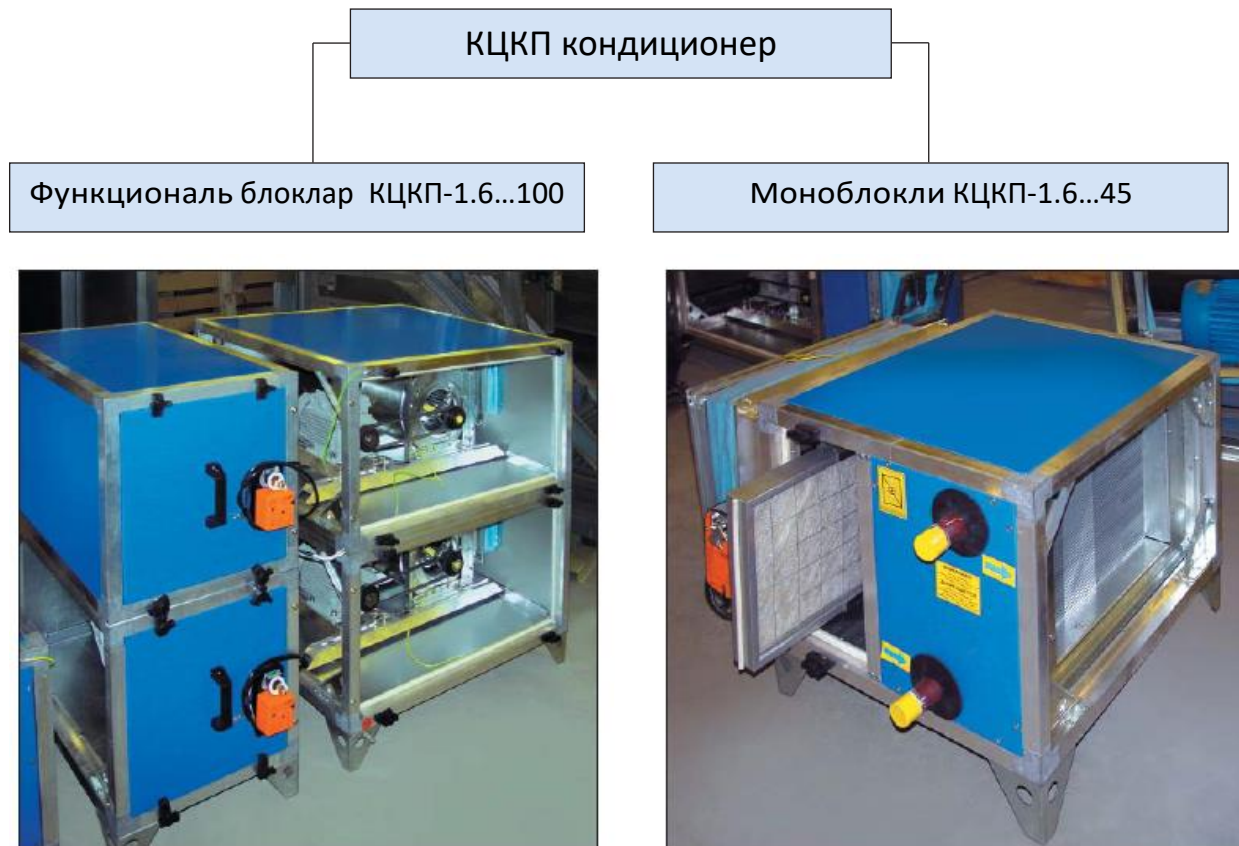 КЦКП кондиционер
Функциональ блоклар КЦКП-1.6...100
Моноблокли КЦКП-1.6...45